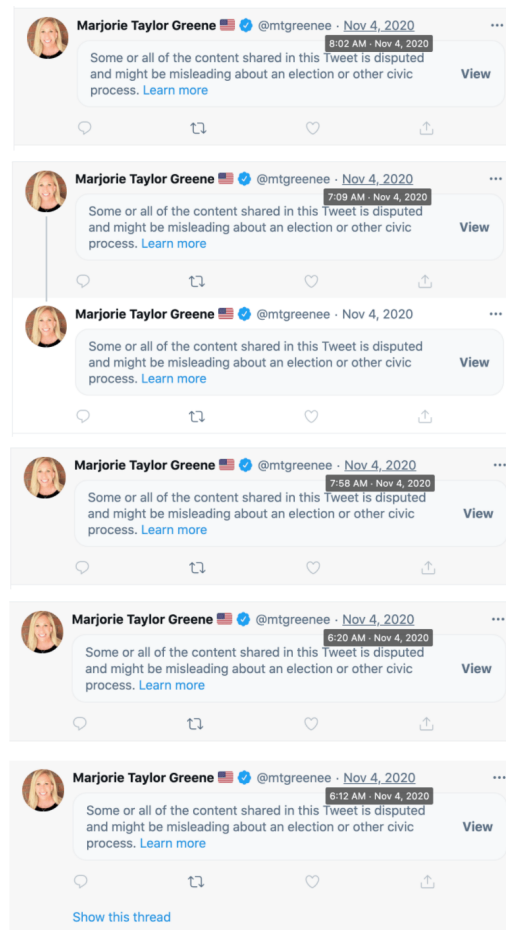 Marjorie Taylor Greene 🇺🇸 @mtgreenee · Nov 4, 2020
8:02 AM · Nov 4, 2020
Some or all of the content shared in this Tweet is disputed
and might be misleading about an election or other civic
process. Learn more
View
Marjorie Taylor Greene 🇺🇸 @mtgreenee · Nov 4, 2020
7:09 AM · Nov 4, 2020
Some or all of the content shared in this Tweet is disputed
and might be misleading about an election or other civic
process. Learn more
View
Marjorie Taylor Greene 🇺🇸 @mtgreenee · Nov 4, 2020
Some or all of the content shared in this Tweet is disputed
and might be misleading about an election or other civic
process. Learn more
View
Marjorie Taylor Greene 🇺🇸 @mtgreenee · Nov 4, 2020
7:58 AM · Nov 4, 2020
Some or all of the content shared in this Tweet is disputed
and might be misleading about an election or other civic
process. Learn more
View
Marjorie Taylor Greene 🇺🇸 @mtgreenee · Nov 4, 2020
6:20 AM · Nov 4, 2020
Some or all of the content shared in this Tweet is disputed
and might be misleading about an election or other civic
process. Learn more
View
Marjorie Taylor Greene 🇺🇸 @mtgreenee · Nov 4, 2020
6:12 AM · Nov 4, 2020
Some or all of the content shared in this Tweet is disputed
and might be misleading about an election or other civic
process. Learn more
View
Show this thread